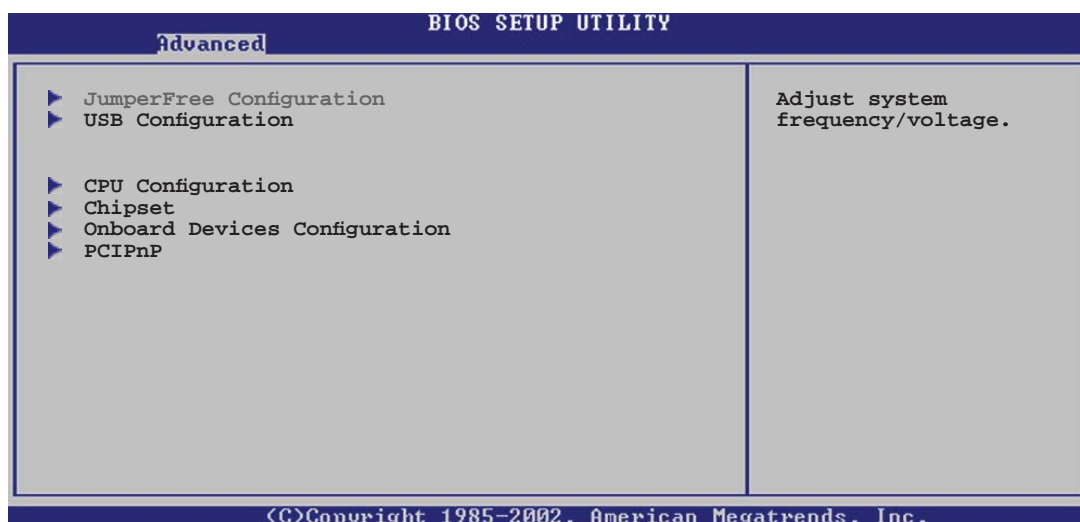 BIOS SETUP UTILITY
Advanced
JumperFree Configuration
USB Configuration
CPU Configuration
Chipset
Onboard Devices Configuration
PCIPnP
Adjust system
frequency/voltage.
(C)Copyright 1985-2002, American Megatrends, Inc.